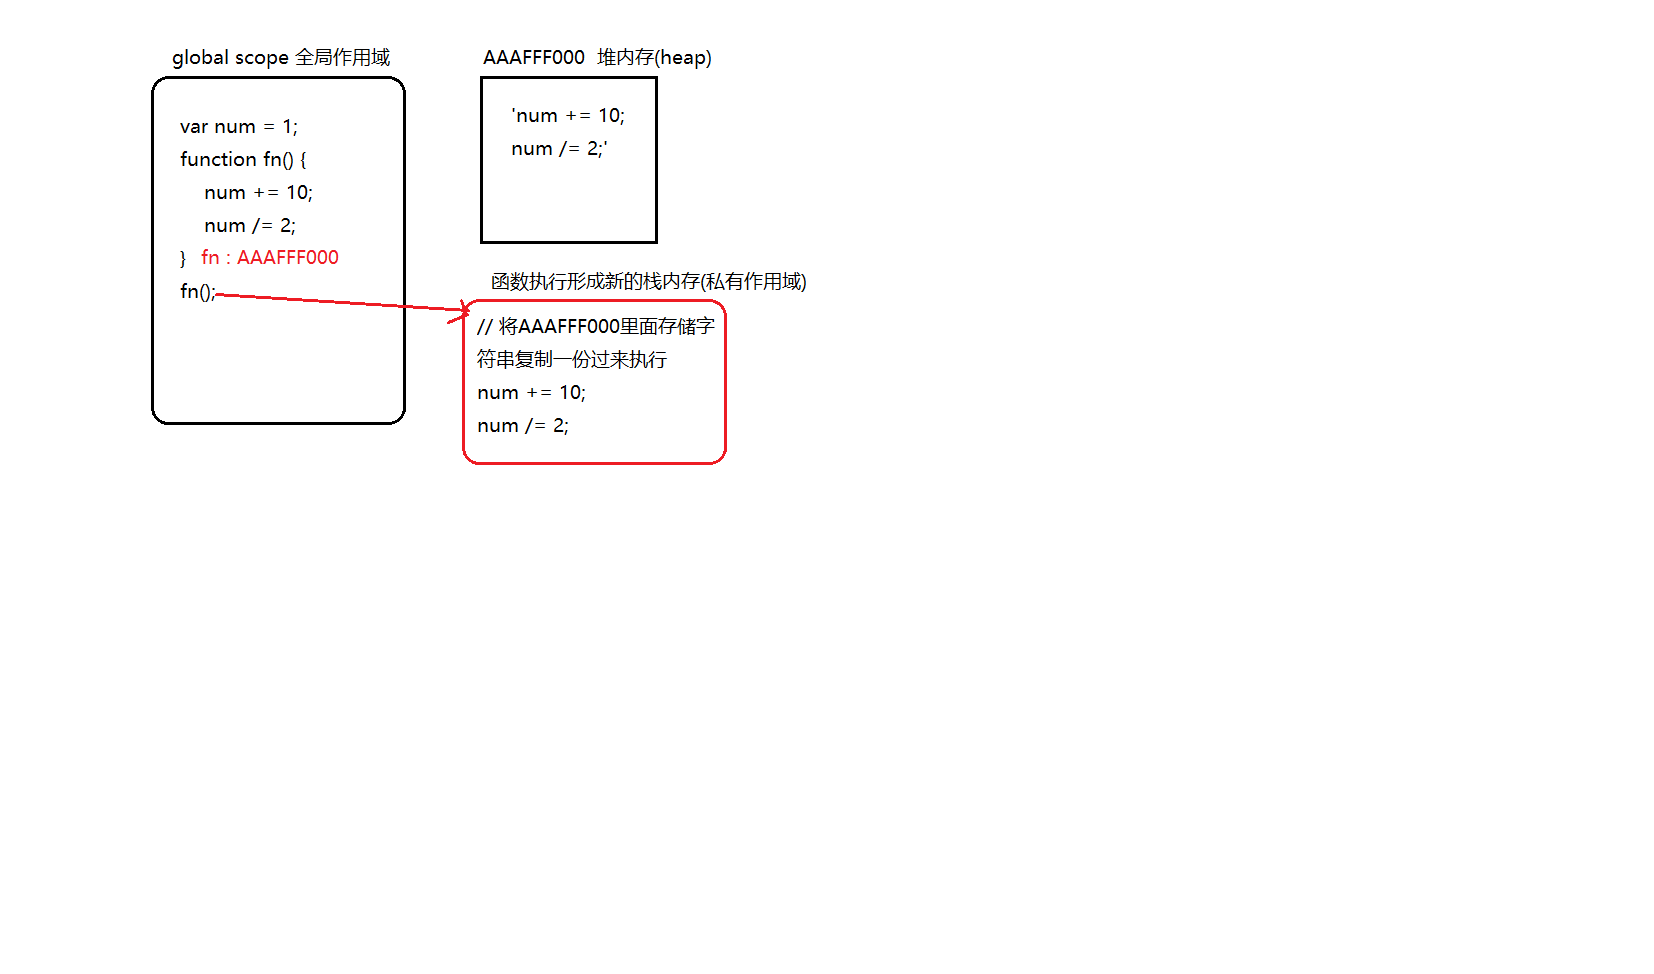 global scope 全局作用域
var num = 1;
function fn() {
num += 10;
num /= 2;
} fn : AAAFFF000
fn();
AAAFFF000 堆内存(heap)
'num += 10;
num /= 2;'
函数执行形成新的栈内存(私有作用域)
// 将AAAFFF000里面存储字
符串复制一份过来执行
num += 10;
num /= 2;